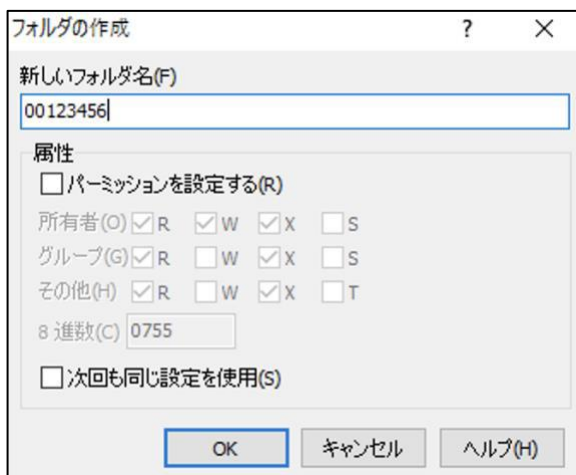 フォルダの作成 ?
新しいフォルダ名(F)
00123456
属性
パーミッションを設定する(R)
所有者(O) R W X S
グループ(G) R W X S
その他(H) R W X T
8進数(C) 0755
次回も同じ設定を使用(S)
OK キャンセル ヘルプ(H)